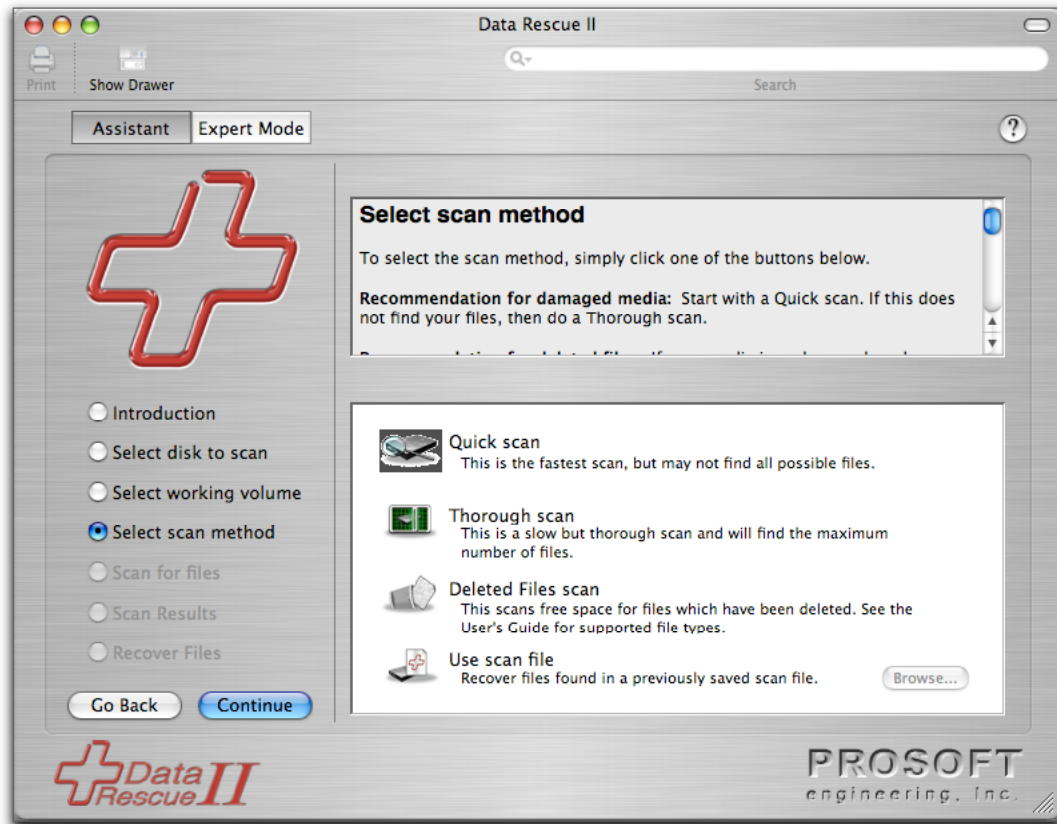 Data Rescue II
Print
Show Drawer
Search
Assistant
Expert Mode
?
Select scan method
To select the scan method, simply click one of the buttons below.
Recommendation for damaged media: Start with a Quick scan. If this does
not find your files, then do a Thorough scan.
Introduction
Select disk to scan
Select working volume
Select scan method
Scan for files
Scan Results
Recover Files
Go Back
Continue
Quick scan
This is the fastest scan, but may not find all possible files.
Thorough scan
This is a slow but thorough scan and will find the maximum
number of files.
Deleted Files scan
This scans free space for files which have been deleted. See the
User's Guide for supported file types.
Use scan file
Recover files found in a previously saved scan file.
Browse...
Data
Rescue II
PROSOFT
engineering, Inc.